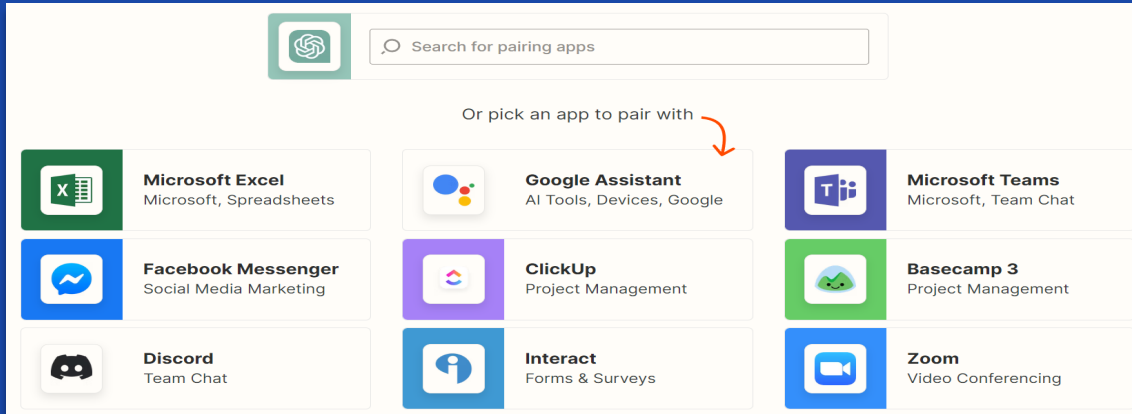 Search for pairing apps
Or pick an app to pair with
Microsoft Excel
Microsoft, Spreadsheets
Google Assistant
AI Tools, Devices, Google
Microsoft Teams
Microsoft, Team Chat
Facebook Messenger
Social Media Marketing
ClickUp
Project Management
Basecamp 3
Project Management
Discord
Team Chat
Interact
Forms & Surveys
Zoom
Video Conferencing